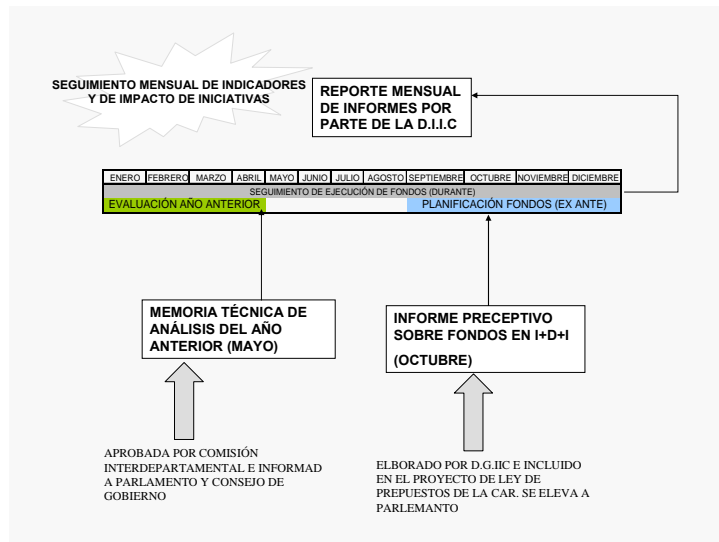 SEGUIMIENTO MENSUAL DE INDICADORES
Y DE IMPACTO DE INICIATIVAS
REPORTE MENSUAL
DE INFORMES POR
PARTE DE LA D.I.I.C
ENERO FEBRERO MARZO ABRIL MAYO JUNIO JULIO AGOSTO SEPTIEMBRE OCTUBRE NOVIEMBRE DICIEMBRE
SEGUIMIENTO DE EJECUCIÓN DE FONDOS (DURANTE)
EVALUACIÓN AÑO ANTERIOR PLANIFICACIÓN FONDOS (EX ANTE)
MEMORIA TÉCNICA DE
ANÁLISIS DEL AÑO
ANTERIOR (MAYO)
INFORME PRECEPTIVO
SOBRE FONDOS EN I+D+I
(OCTUBRE)
APROBADA POR COMISIÓN
INTERDEPARTAMENTAL E INFORMAD
A PARLAMENTO Y CONSEJO DE
GOBIERNO
ELBORADO POR D.G.IIC E INCLUIDO
EN EL PROYECTO DE LEY DE
PREPUESTOS DE LA CAR. SE ELEVA A
PARLEMANTO